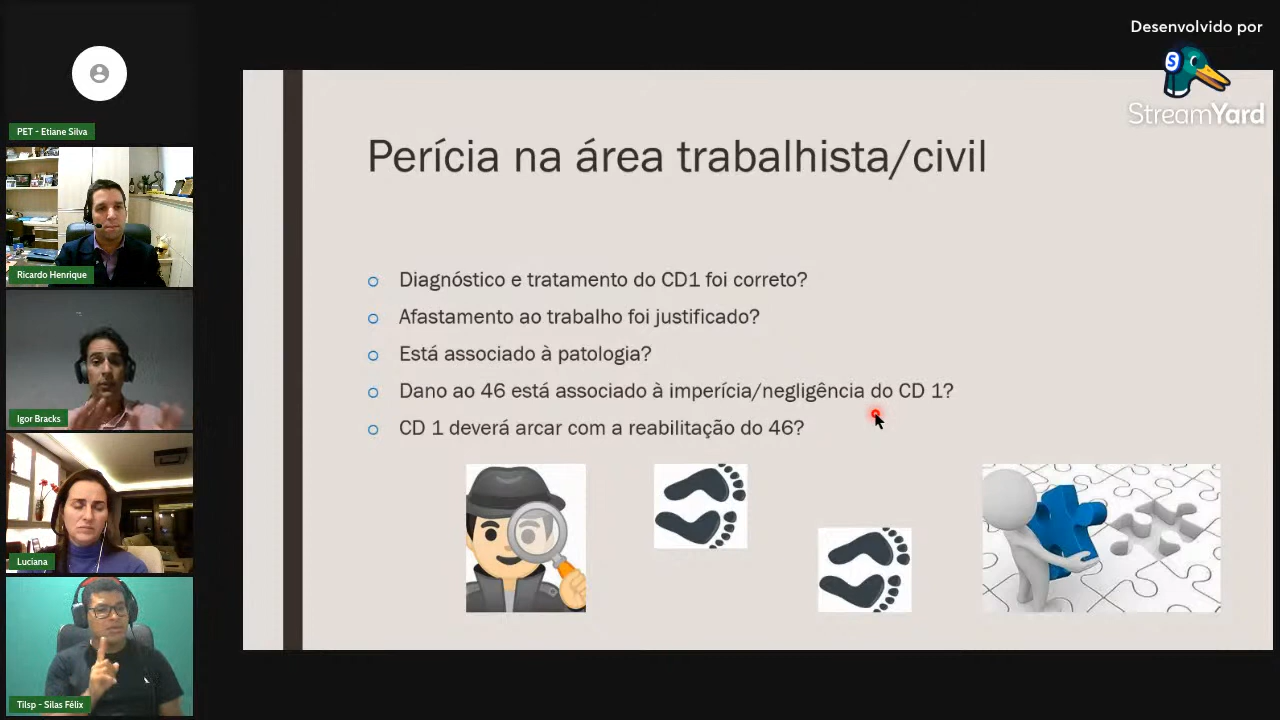 Desenvolvido por
StreamYard
PET - Etiane Silva
Ricardo Henrique
Igor Bracks
Luciana
Tilsp - Silas Félix
Perícia na área trabalhista/civil
Diagnóstico e tratamento do CD1 foi correto?
Afastamento ao trabalho foi justificado?
Está associado à patologia?
Dano ao 46 está associado à imperícia/negligência do CD 1?
CD 1 deverá arcar com a reabilitação do 46?